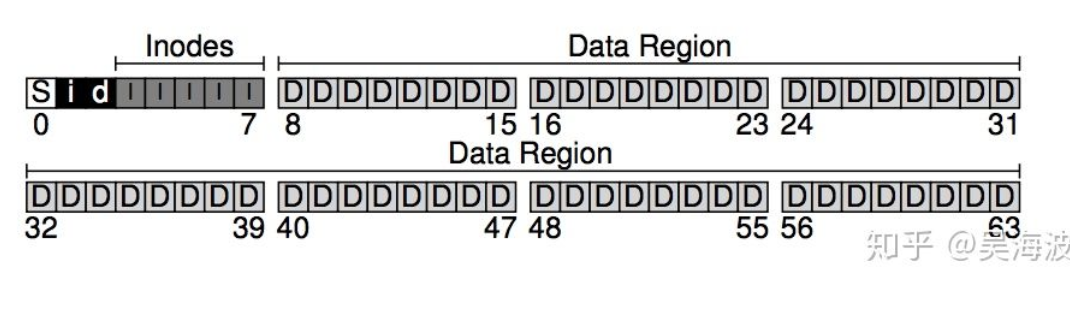 Inodes Data Region
S i d I I I I I D D D D D D D D D D D D D D D D D D D D D D D D
0 7 8 15 16 23 24 31
Data Region
D D D D D D D D D D D D D D D D D D D D D D D D D D D D D D D D
32 39 40 47 48 55 56 63
知乎 @吴海波